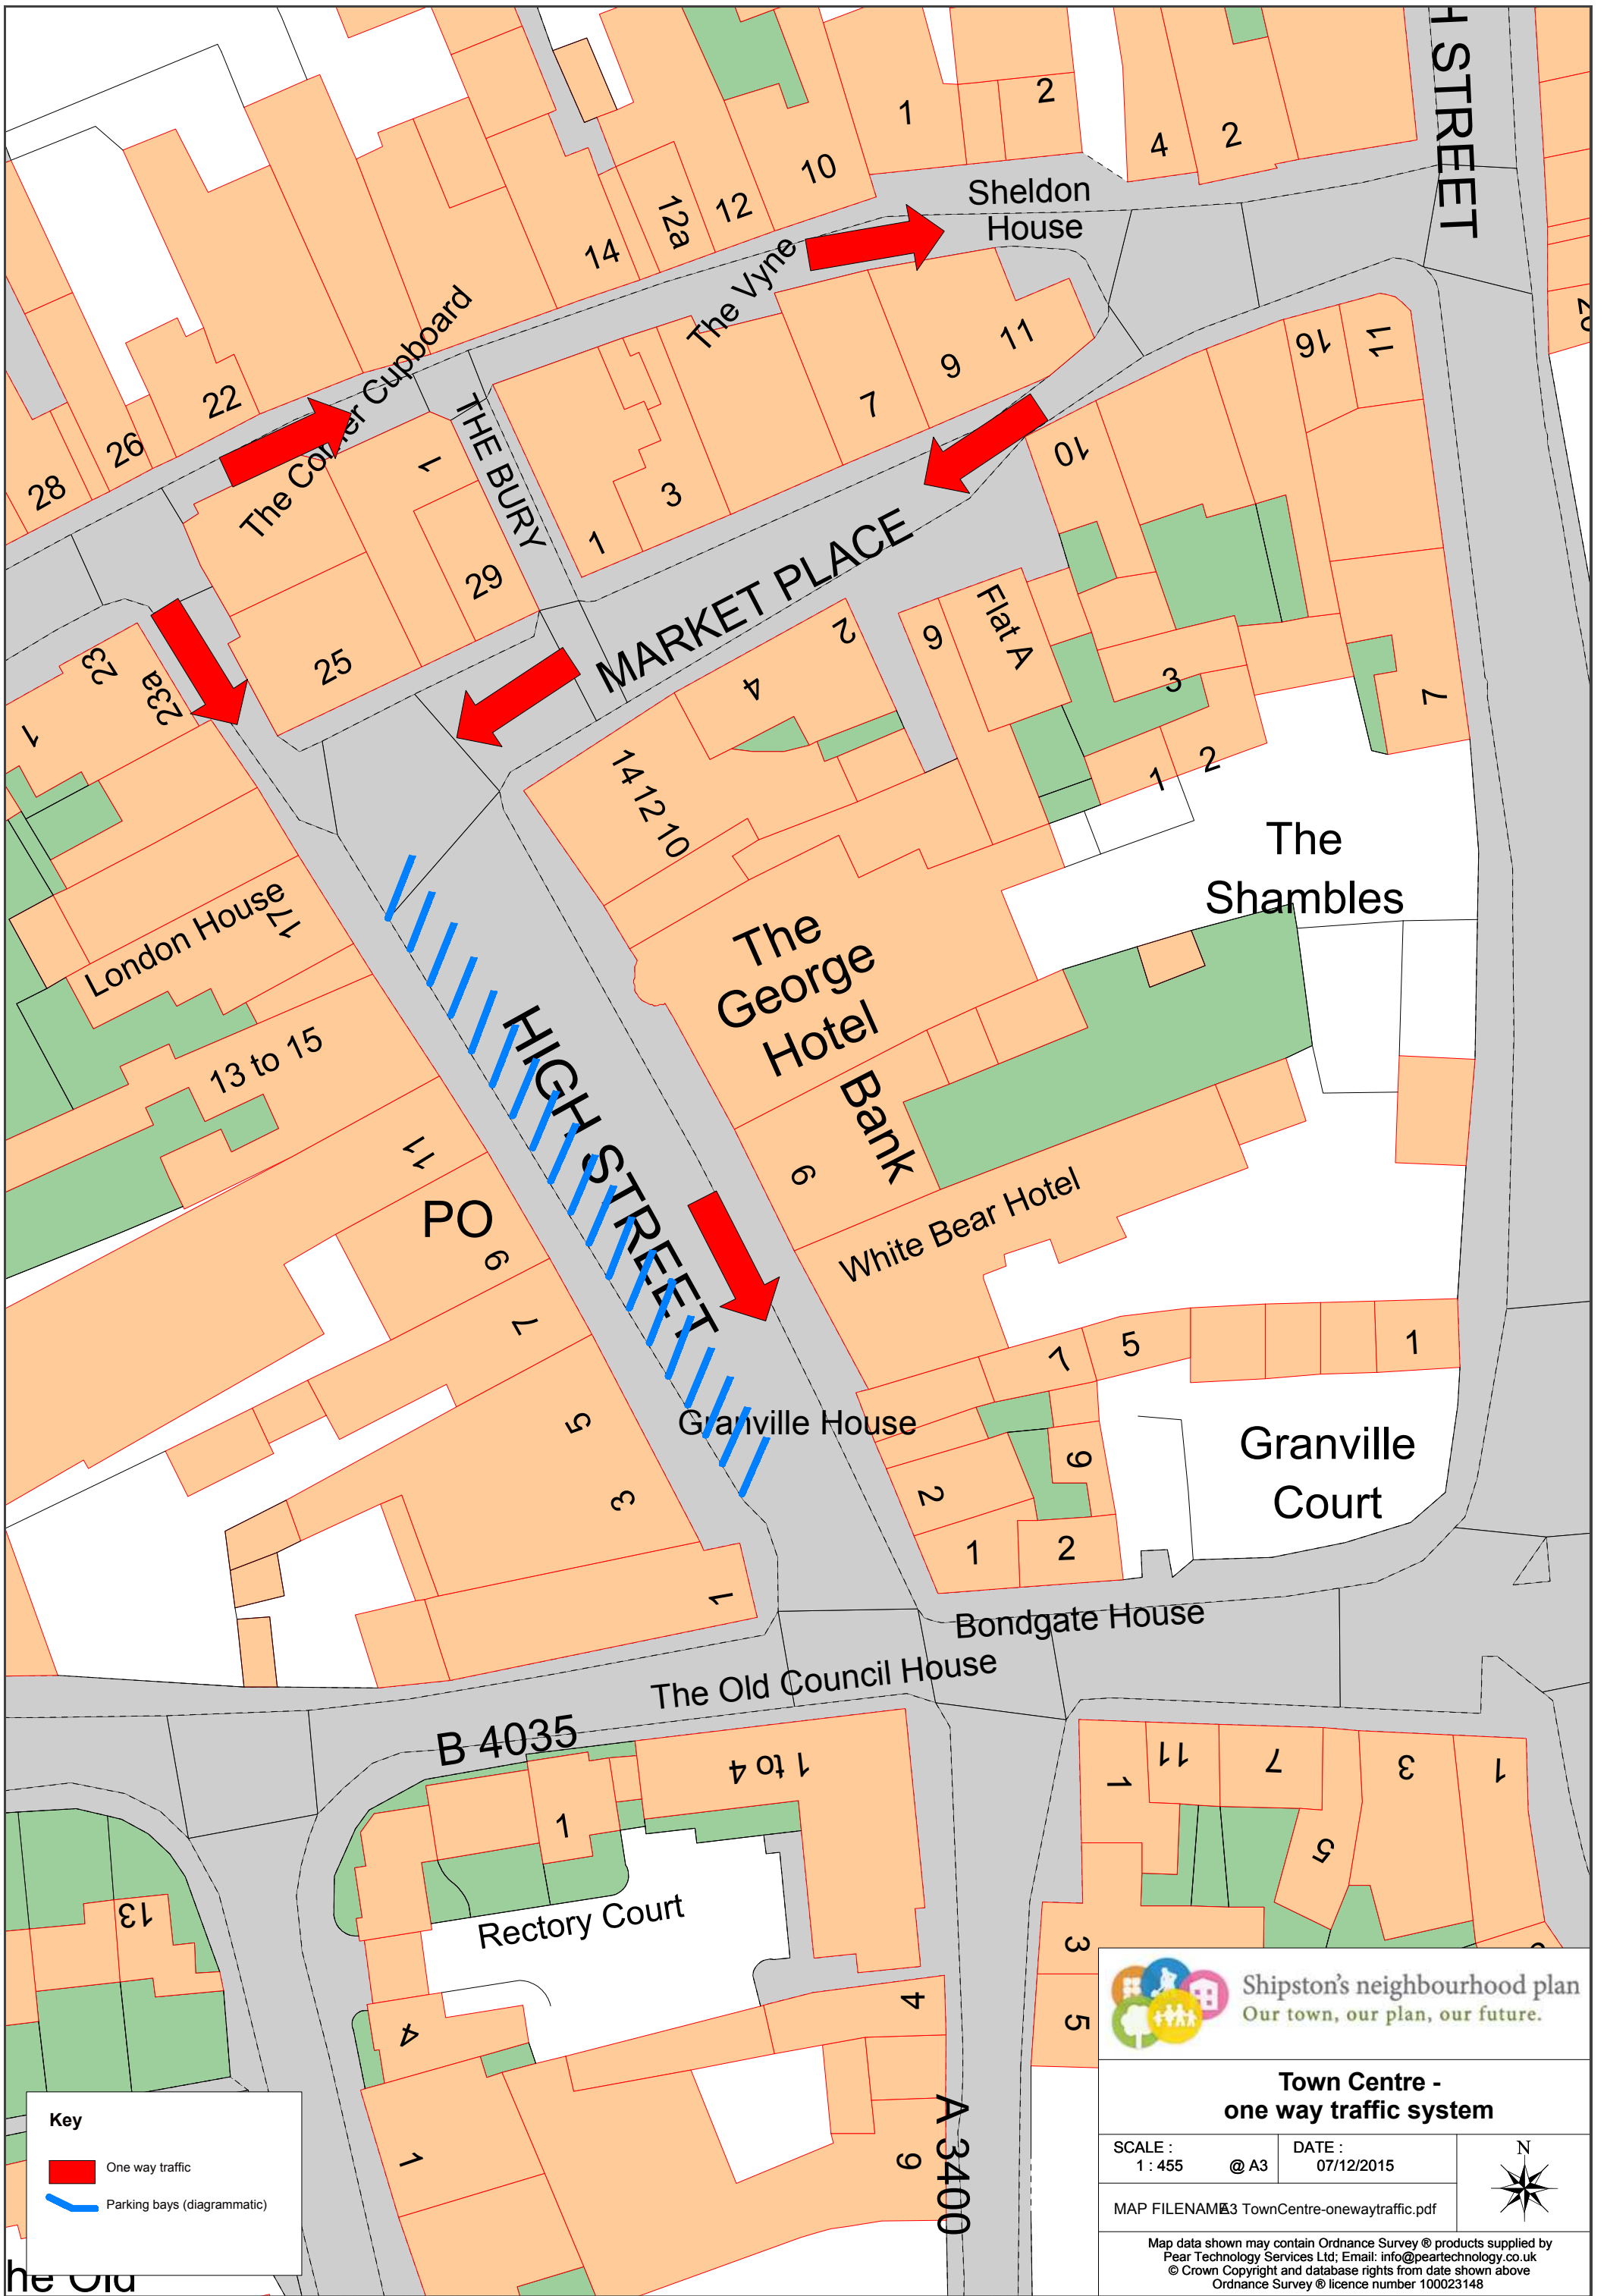 H STREET
1
2
4
2
10
12
12a
14
Sheldon
House
The Vyne
The Corner Cupboard
22
26
28
THE BURY
1
29
25
1
3
7
9
11
10
16
11
MARKET PLACE
23
23a
1
2
4
6
Flat A
3
7
1
2
14 12 10
The
Shambles
London House
17
13 to 15
11
The
George
Hotel
Bank
6
HIGH STREET
PO
9
7
White Bear Hotel
5
3
1
Granville House
7
5
1
9
2
1
2
Granville
Court
Bondgate House
The Old Council House
B 4035
1 to 4
1
1
11
7
3
1
5
13
Rectory Court
3
5
4
4
1
6
A 3400
Shipston's neighbourhood plan
Our town, our plan, our future.
Town Centre -
one way traffic system
SCALE :
1 : 455 @ A3
DATE :
07/12/2015
N
MAP FILENAME A3 TownCentre-onewaytraffic.pdf
Map data shown may contain Ordnance Survey ® products supplied by
Pear Technology Services Ltd; Email: info@peartechnology.co.uk
© Crown Copyright and database rights from date shown above
Ordnance Survey ® licence number 100023148
Key
One way traffic
Parking bays (diagrammatic)
he Old